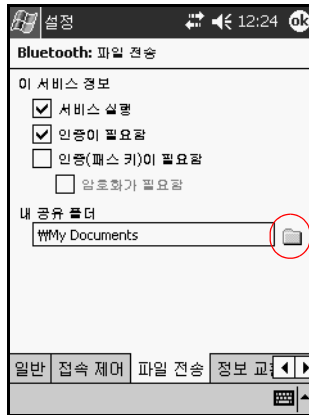 설정 12:24 ok
Bluetooth: 파일 전송
이 서비스 정보
서비스 실행
인증이 필요함
인증(패스 키)이 필요함
암호화가 필요함
내 공유 폴더
₩My Documents
일반 접속 제어 파일 전송 정보 교환